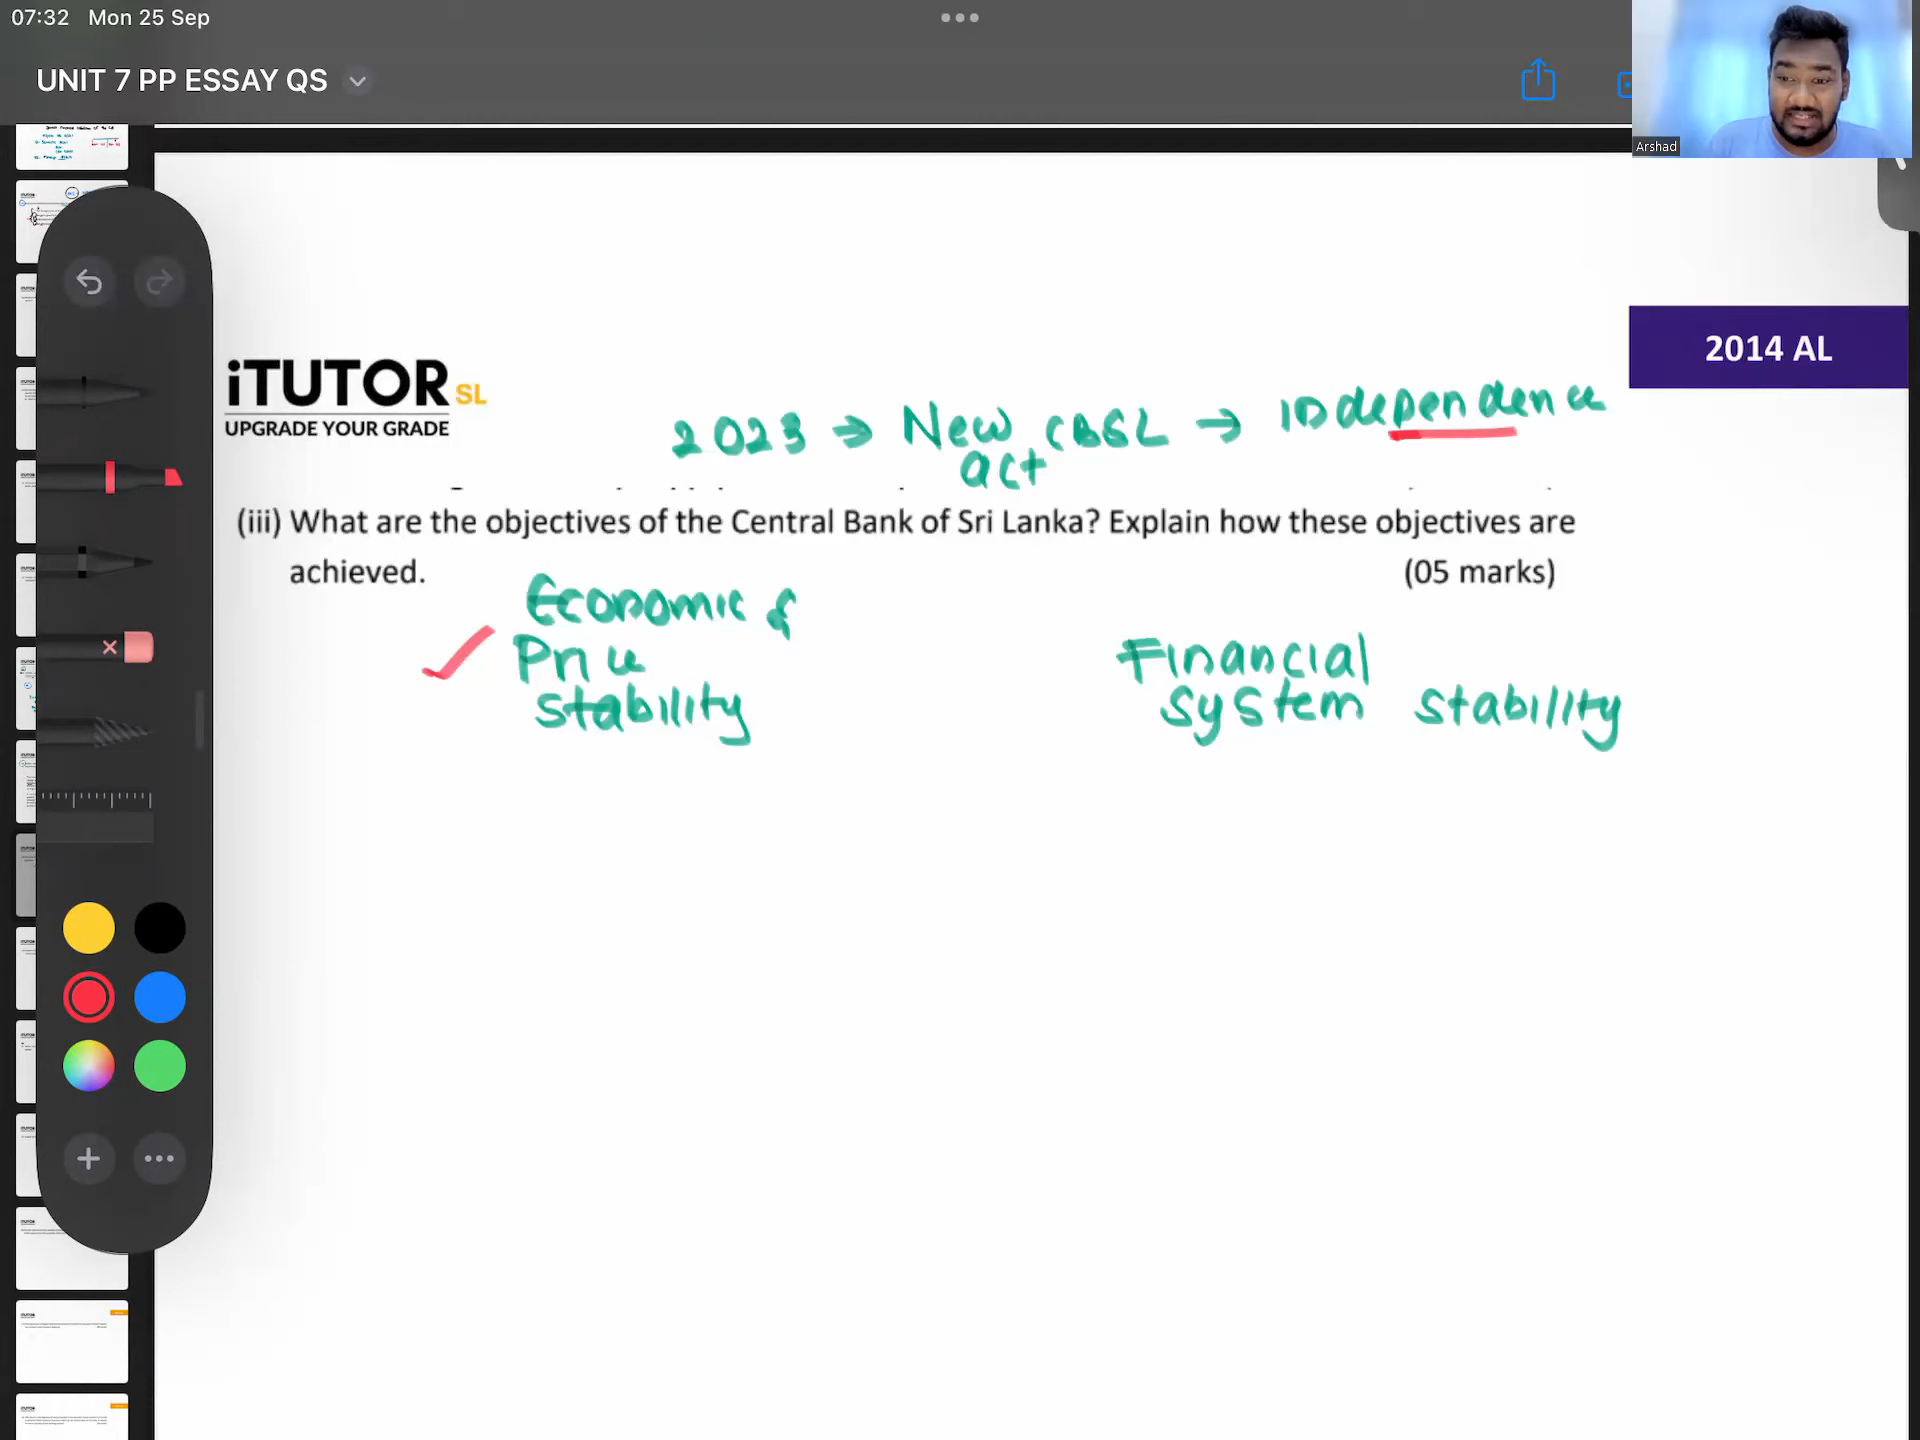 07:32 Mon 25 Sep
UNIT 7 PP ESSAY QS
Arshad
2014 AL
iTUTOR SL
UPGRADE YOUR GRADE
2023 → New CBSL → Independence
act
(iii) What are the objectives of the Central Bank of Sri Lanka? Explain how these objectives are
achieved. (05 marks)
Economic &
Price
stability
Financial
system stability